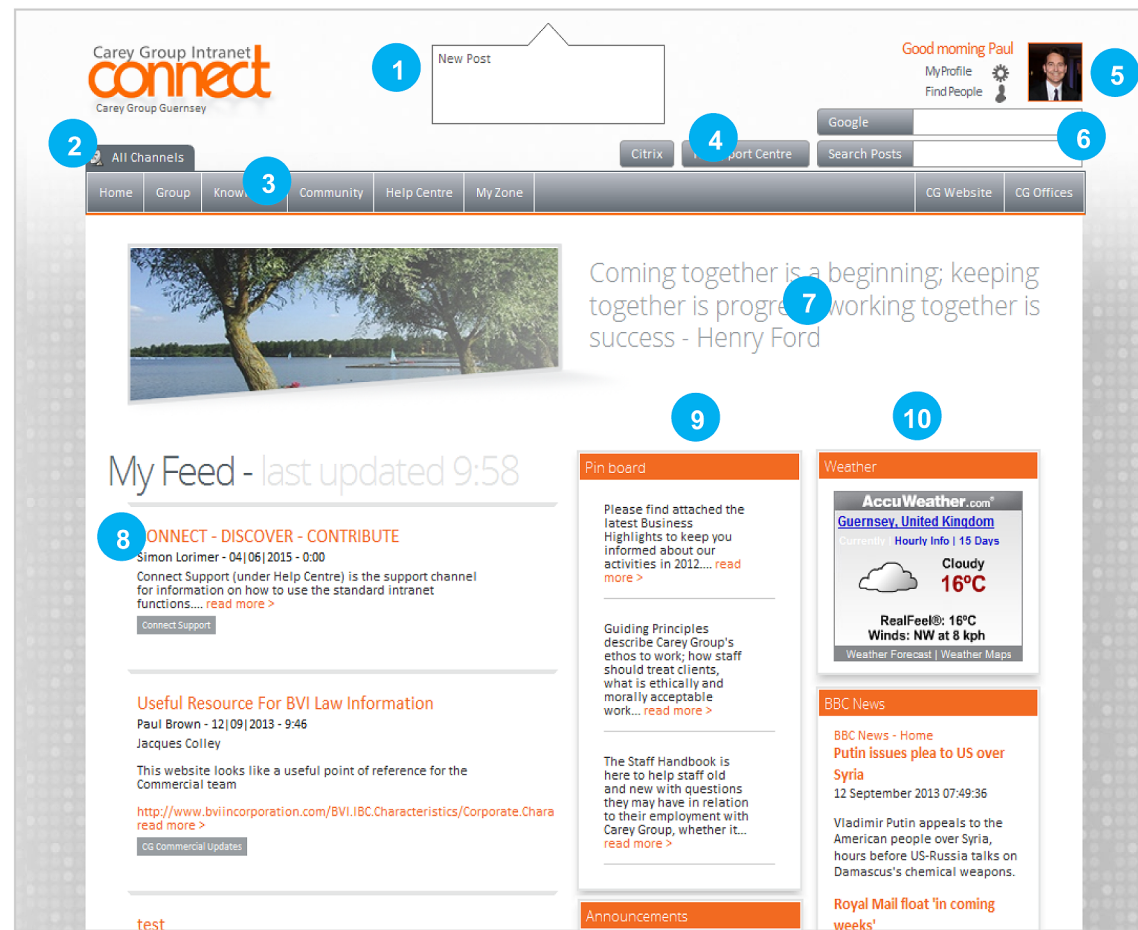 Carey Group Intranet
connect
Carey Group Guernsey
1
New Post
Good morning Paul
My Profile
Find People
5
Google
6
2
All Channels
Citrix
4
port Centre
Search Posts
Home
Group
Know
3
Community
Help Centre
My Zone
CG Website
CG Offices
Coming together is a beginning; keeping
together is progre 7 working together is
success - Henry Ford
9
10
My Feed - last updated 9:58
8
ONNECT - DISCOVER - CONTRIBUTE
Simon Lorimer - 04|06|2015 - 0:00
Connect Support (under Help Centre) is the support channel
for information on how to use the standard intranet
functions.... read more >
Connect Support
Useful Resource For BVI Law Information
Paul Brown - 12|09|2013 - 9:46
Jacques Colley
This website looks like a useful point of reference for the
Commercial team
http://www.bviincorporation.com/BVI.IBC.Characteristics/Corporate.Chara
read more >
CG Commercial Updates
test
Pin board
Please find attached the
latest Business
Highlights to keep you
informed about our
activities in 2012.... read
more >
Guiding Principles
describe Carey Group's
ethos to work; how staff
should treat clients,
what is ethically and
morally acceptable
work... read more >
The Staff Handbook is
here to help staff old
and new with questions
they may have in relation
to their employment with
Carey Group, whether it...
read more >
Announcements
Weather
AccuWeather.com®
Guernsey, United Kingdom
Currently | Hourly Info | 15 Days
Cloudy
16ºC
RealFeel®: 16ºC
Winds: NW at 8 kph
Weather Forecast | Weather Maps
BBC News
BBC News - Home
Putin issues plea to US over
Syria
12 September 2013 07:49:36
Vladimir Putin appeals to the
American people over Syria,
hours before US-Russia talks on
Damascus's chemical weapons.
Royal Mail float 'in coming
weeks'